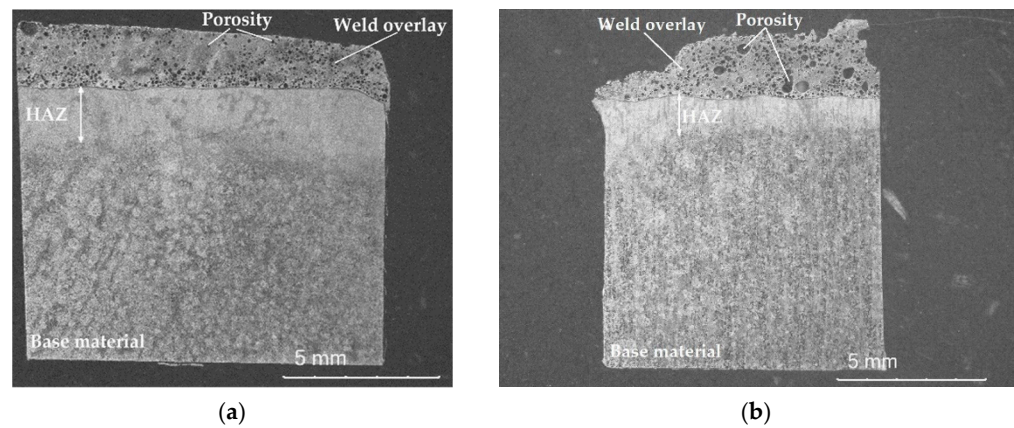 Porosity
Weld overlay
HAZ
Base material
5 mm
(a)
Porosity
Weld overlay
HAZ
Base material
5 mm
(b)